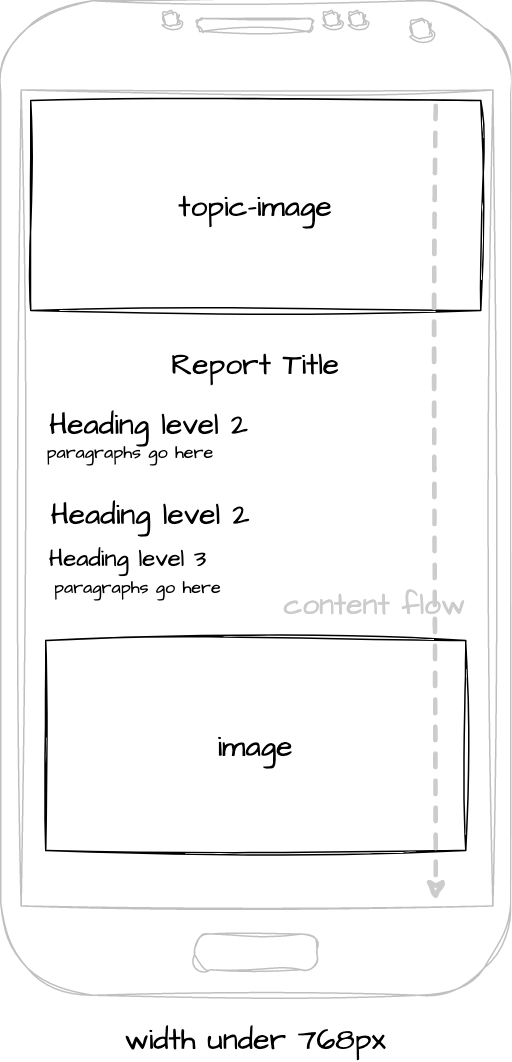 topic-image
Report Title
Heading level 2
paragraphs go here
Heading level 2
Heading level 3
paragraphs go here
content flow
image
width under 768px